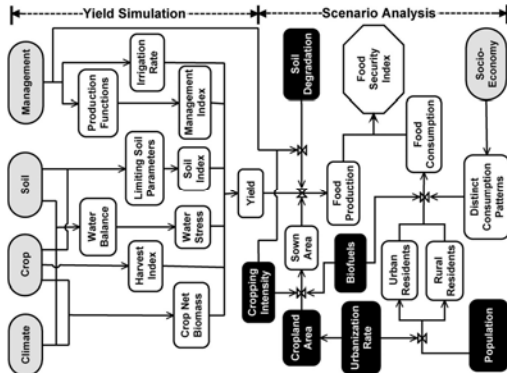 Yield Simulation
Scenario Analysis
Management
Soil
Crop
Climate
Production
Functions
Irrigation
Rate
Management
Index
Limiting Soil
Parameters
Soil
Index
Water
Balance
Water
Stress
Harvest
Index
Crop Net
Biomass
Yield
Soil
Degradation
Food
Security
Index
Socio-
Economy
Food
Production
Food
Consumption
Distinct
Consumption
Patterns
Sown
Area
Cropping
Intensity
Biofuels
Urban
Residents
Rural
Residents
Cropland
Area
Urbanization
Rate
Population